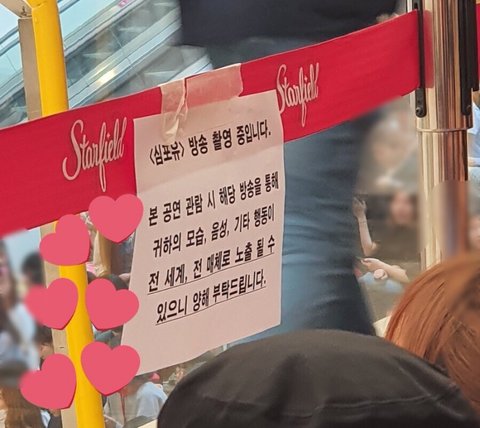 Starfield
Starfield
<심포유> 방송 촬영 중입니다.
본 공연 관람 시 해당 방송을 통해
귀하의 모습, 음성, 기타 행동이
전 세계, 전 매체로 노출 될 수
있으니 양해 부탁드립니다.